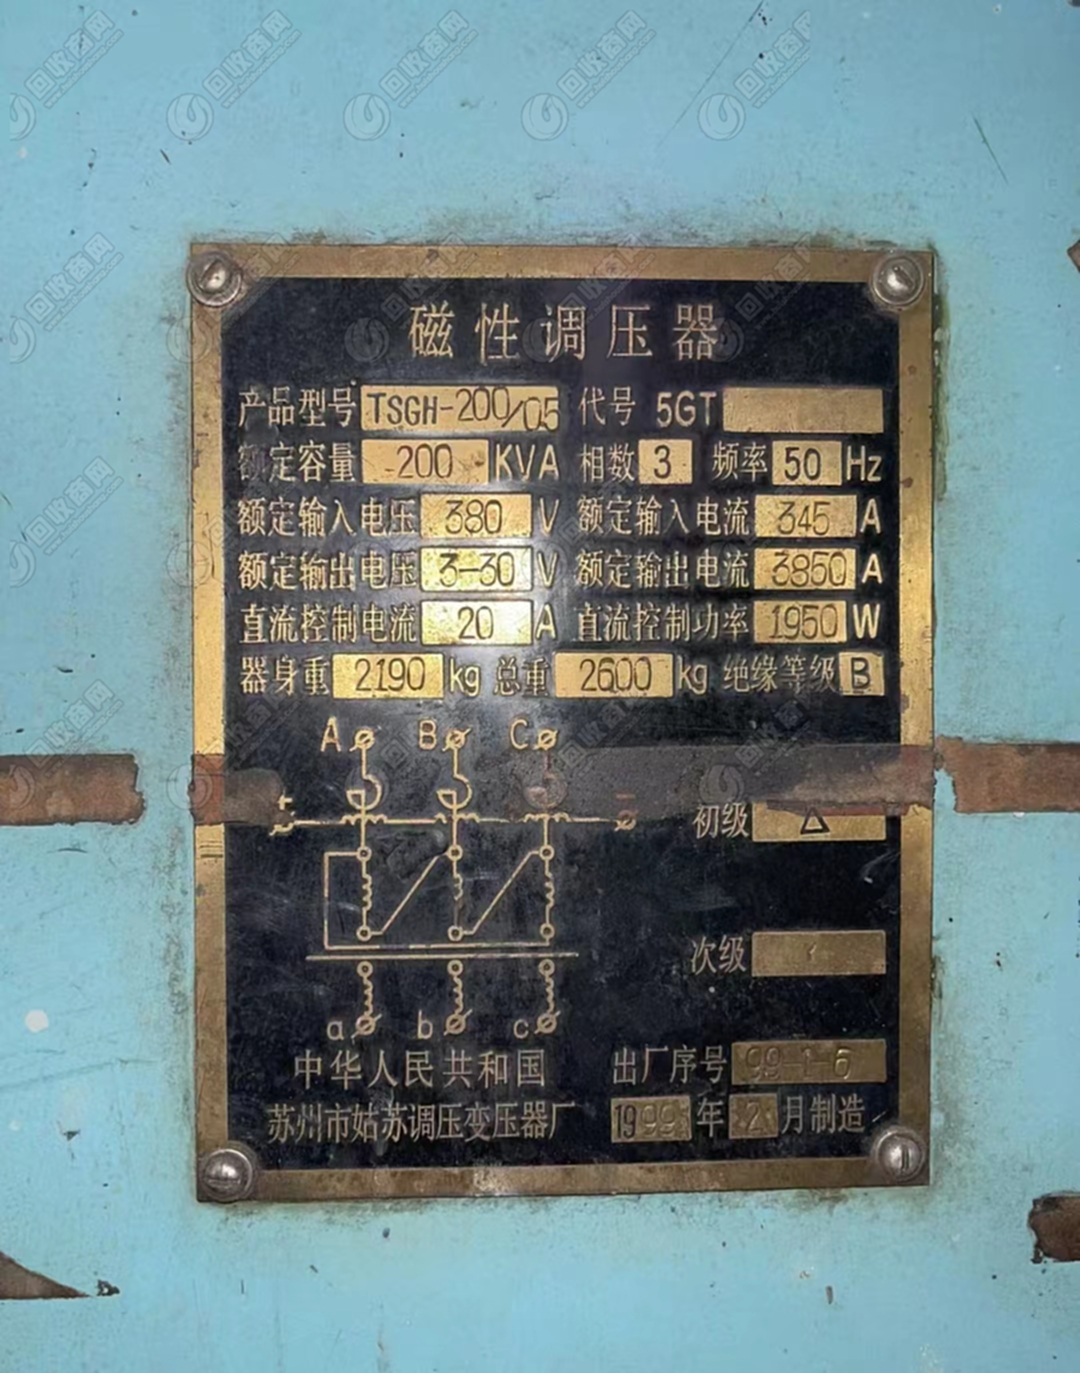 磁性调压器
产品型号 TSGH-200/0.5 代号 5GT
额定容量 200 KVA 相数 3 频率 50 Hz
额定输入电压 380 V 额定输入电流 345 A
额定输出电压 3-30 V 额定输出电流 3850 A
直流控制电流 20 A 直流控制功率 1950 W
器身重 2190 kg 总重 2600 kg 绝缘等级 B
A B C
+ −
初级 △
次级
a b c
中华人民共和国 出厂序号 99-1-6
苏州市姑苏调压变压器厂 1999 年 2 月制造
回收商网